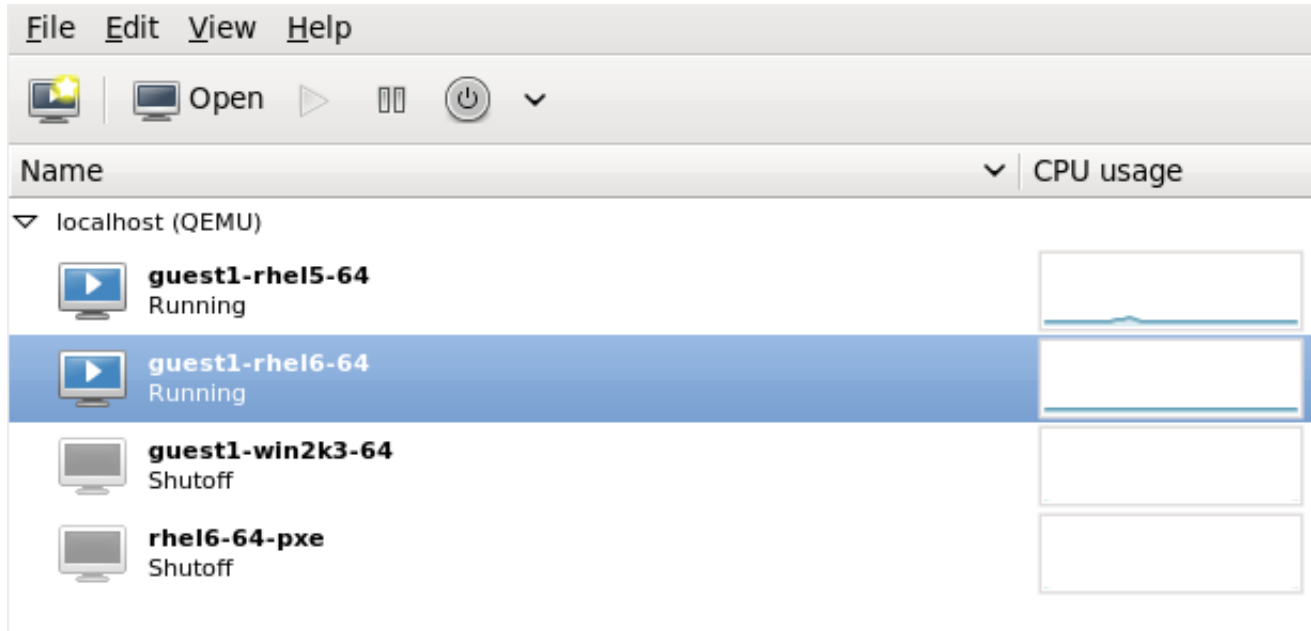 File Edit View Help
Open
Name CPU usage
localhost (QEMU)
guest1-rhel5-64
Running
guest1-rhel6-64
Running
guest1-win2k3-64
Shutoff
rhel6-64-pxe
Shutoff